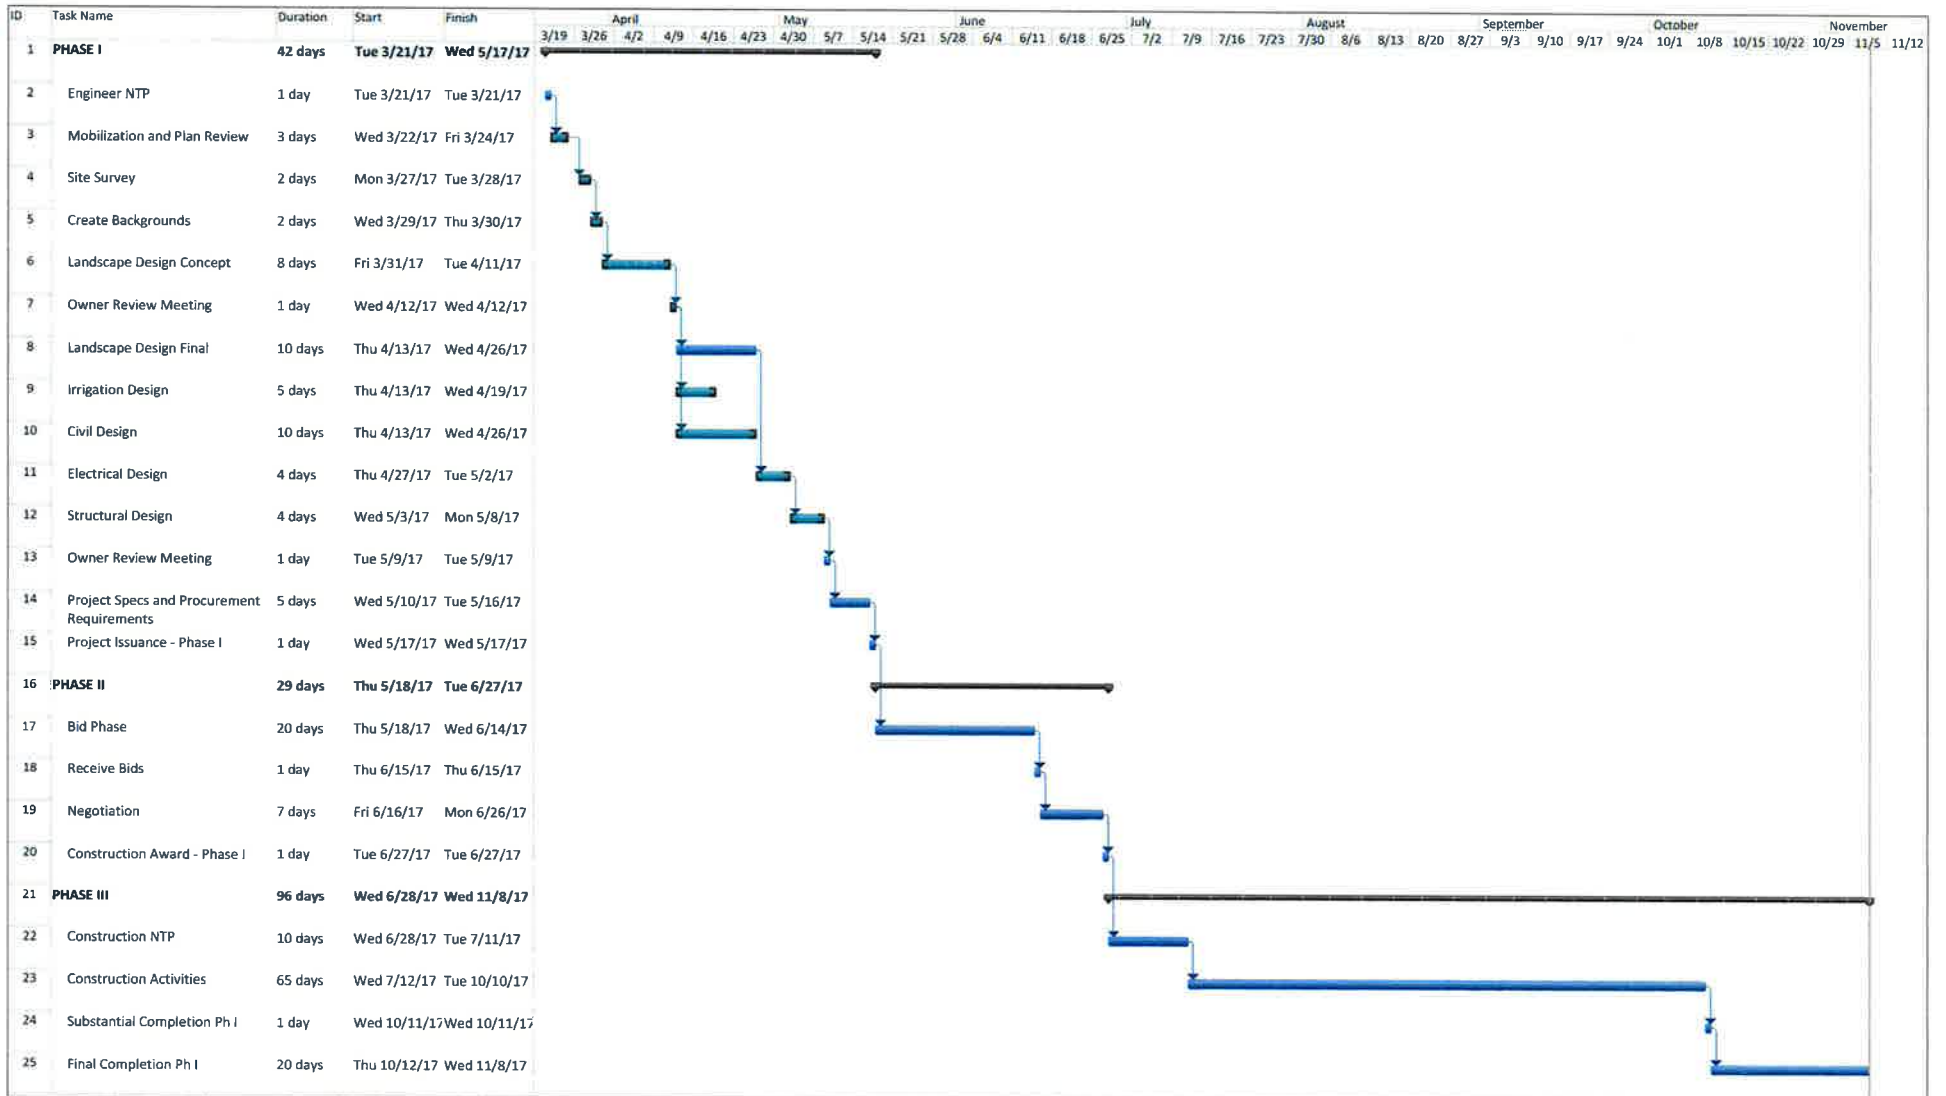 ID Task Name Duration Start Finish April May June July August September October November
3/19 3/26 4/2 4/9 4/16 4/23 4/30 5/7 5/14 5/21 5/28 6/4 6/11 6/18 6/25 7/2 7/9 7/16 7/23 7/30 8/6 8/13 8/20 8/27 9/3 9/10 9/17 9/24 10/1 10/8 10/15 10/22 10/29 11/5 11/12
1 PHASE I 42 days Tue 3/21/17 Wed 5/17/17
2 Engineer NTP 1 day Tue 3/21/17 Tue 3/21/17
3 Mobilization and Plan Review 3 days Wed 3/22/17 Fri 3/24/17
4 Site Survey 2 days Mon 3/27/17 Tue 3/28/17
5 Create Backgrounds 2 days Wed 3/29/17 Thu 3/30/17
6 Landscape Design Concept 8 days Fri 3/31/17 Tue 4/11/17
7 Owner Review Meeting 1 day Wed 4/12/17 Wed 4/12/17
8 Landscape Design Final 10 days Thu 4/13/17 Wed 4/26/17
9 Irrigation Design 5 days Thu 4/13/17 Wed 4/19/17
10 Civil Design 10 days Thu 4/13/17 Wed 4/26/17
11 Electrical Design 4 days Thu 4/27/17 Tue 5/2/17
12 Structural Design 4 days Wed 5/3/17 Mon 5/8/17
13 Owner Review Meeting 1 day Tue 5/9/17 Tue 5/9/17
14 Project Specs and Procurement 5 days Wed 5/10/17 Tue 5/16/17
Requirements
15 Project Issuance - Phase I 1 day Wed 5/17/17 Wed 5/17/17
16 PHASE II 29 days Thu 5/18/17 Tue 6/27/17
17 Bid Phase 20 days Thu 5/18/17 Wed 6/14/17
18 Receive Bids 1 day Thu 6/15/17 Thu 6/15/17
19 Negotiation 7 days Fri 6/16/17 Mon 6/26/17
20 Construction Award - Phase I 1 day Tue 6/27/17 Tue 6/27/17
21 PHASE III 96 days Wed 6/28/17 Wed 11/8/17
22 Construction NTP 10 days Wed 6/28/17 Tue 7/11/17
23 Construction Activities 65 days Wed 7/12/17 Tue 10/10/17
24 Substantial Completion Ph I 1 day Wed 10/11/17 Wed 10/11/17
25 Final Completion Ph I 20 days Thu 10/12/17 Wed 11/8/17